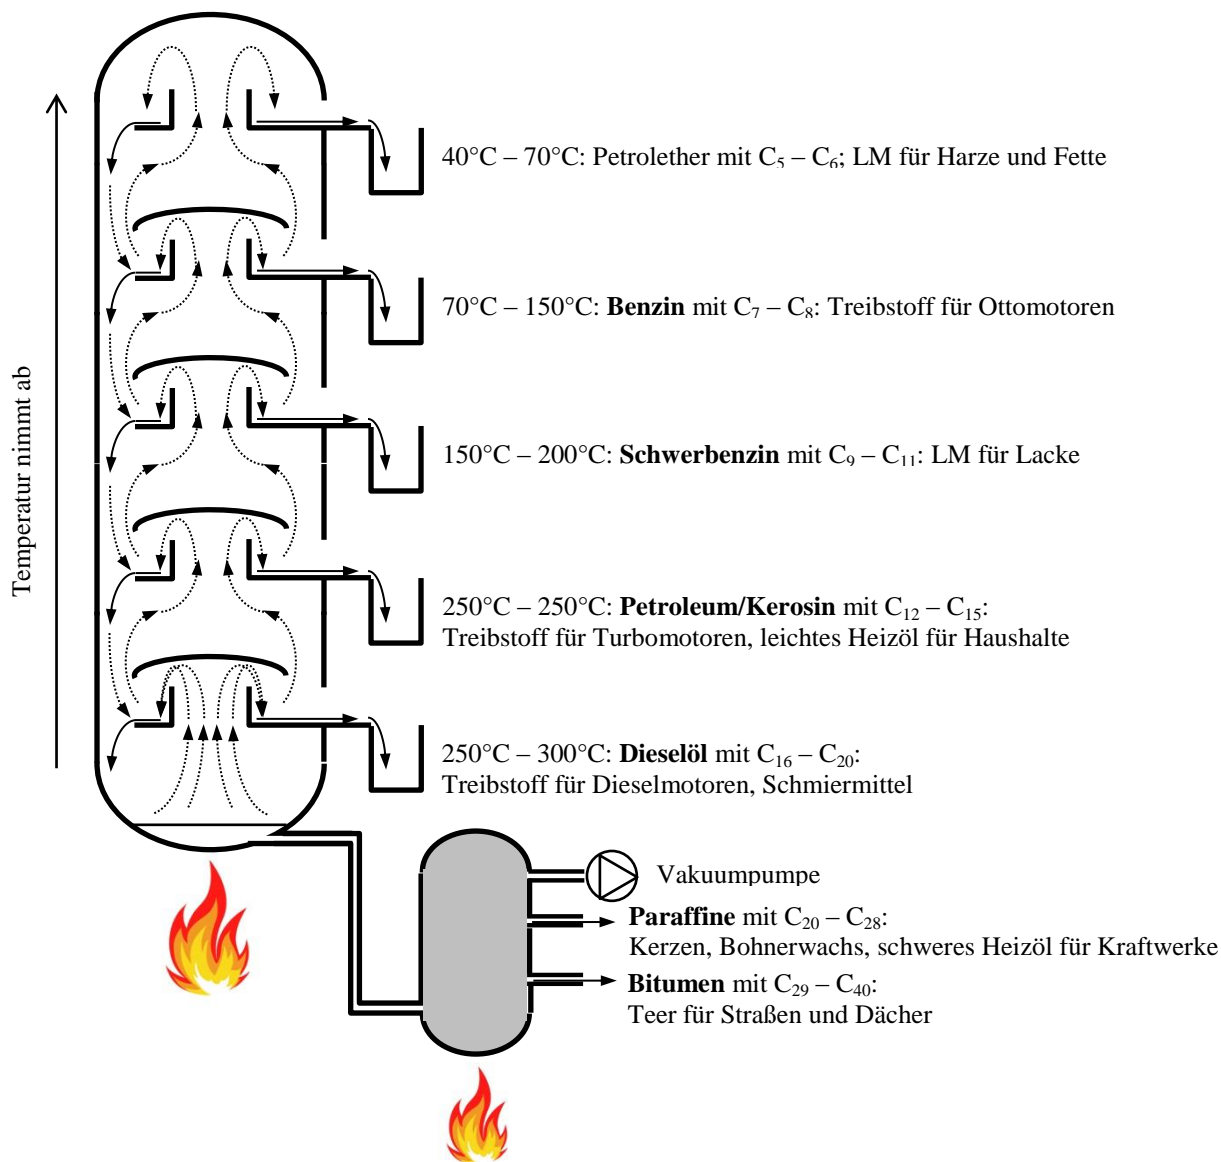 40°C – 70°C: Petrolether mit C₅ – C₆; LM für Harze und Fette
70°C – 150°C: Benzin mit C₇ – C₈: Treibstoff für Ottomotoren
Temperatur nimmt ab
150°C – 200°C: Schwerbenzin mit C₉ – C₁₁: LM für Lacke
250°C – 250°C: Petroleum/Kerosin mit C₁₂ – C₁₅:
Treibstoff für Turbomotoren, leichtes Heizöl für Haushalte
250°C – 300°C: Dieselöl mit C₁₆ – C₂₀:
Treibstoff für Dieselmotoren, Schmiermittel
Vakuumpumpe
Paraffine mit C₂₀ – C₂₈:
Kerzen, Bohnerwachs, schweres Heizöl für Kraftwerke
Bitumen mit C₂₉ – C₄₀:
Teer für Straßen und Dächer